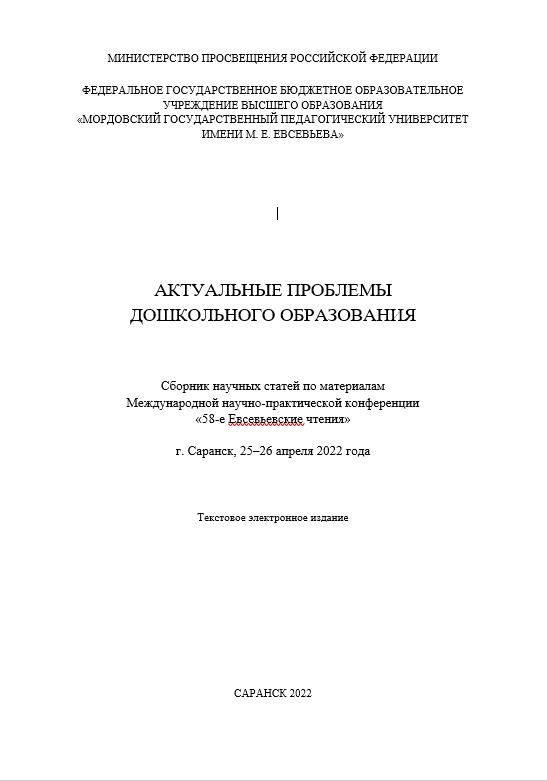 МИНИСТЕРСТВО ПРОСВЕЩЕНИЯ РОССИЙСКОЙ ФЕДЕРАЦИИ
ФЕДЕРАЛЬНОЕ ГОСУДАРСТВЕННОЕ БЮДЖЕТНОЕ ОБРАЗОВАТЕЛЬНОЕ
УЧРЕЖДЕНИЕ ВЫСШЕГО ОБРАЗОВАНИЯ
«МОРДОВСКИЙ ГОСУДАРСТВЕННЫЙ ПЕДАГОГИЧЕСКИЙ УНИВЕРСИТЕТ
ИМЕНИ М. Е. ЕВСЕВЬЕВА»
АКТУАЛЬНЫЕ ПРОБЛЕМЫ
ДОШКОЛЬНОГО ОБРАЗОВАНИЯ
Сборник научных статей по материалам
Международной научно-практической конференции
«58-е Евсевьевские чтения»
г. Саранск, 25–26 апреля 2022 года
Текстовое электронное издание
САРАНСК 2022